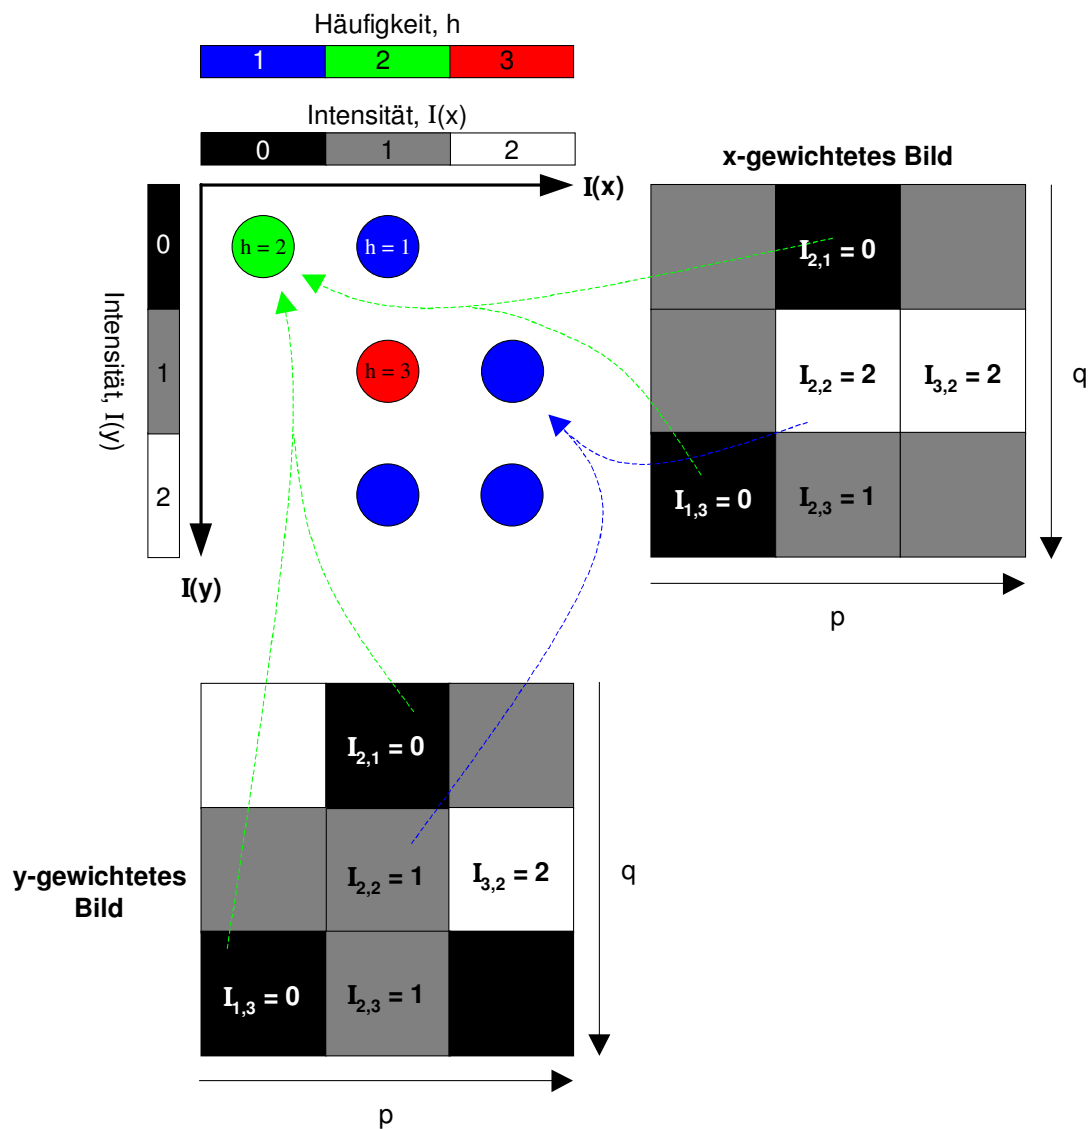 Häufigkeit, h
1 2 3
Intensität, I(x)
0 1 2
x-gewichtetes Bild
I(x)
0
1
2
Intensität, I(y)
I(y)
h = 2
h = 1
h = 3
I2,1 = 0
I2,2 = 2
I3,2 = 2
I1,3 = 0
I2,3 = 1
q
p
y-gewichtetes
Bild
I2,1 = 0
I2,2 = 1
I3,2 = 2
I1,3 = 0
I2,3 = 1
q
p